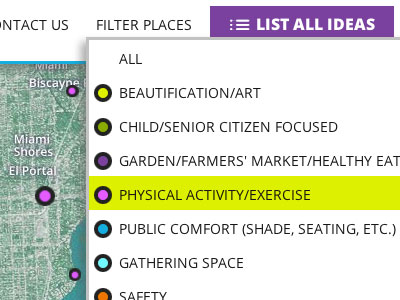 ONTACT US FILTER PLACES LIST ALL IDEAS
ALL
Miami
Biscayne
BEAUTIFICATION/ART
CHILD/SENIOR CITIZEN FOCUSED
Miami
Shores
GARDEN/FARMERS' MARKET/HEALTHY EAT
El Portal
PHYSICAL ACTIVITY/EXERCISE
PUBLIC COMFORT (SHADE, SEATING, ETC.)
GATHERING SPACE
SAFETY